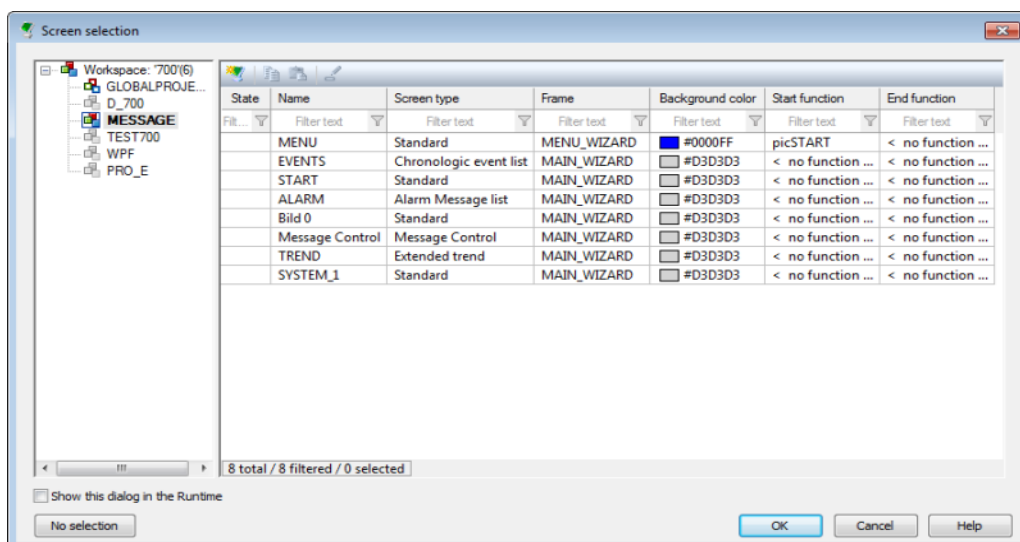 Screen selection
Workspace: '700'(6)
GLOBALPROJE...
D_700
MESSAGE
TEST700
WPF
PRO_E
State Name Screen type Frame Background color Start function End function
Filt... Filter text Filter text Filter text Filter text Filter text Filter text
MENU Standard MENU_WIZARD #0000FF picSTART < no function ...
EVENTS Chronologic event list MAIN_WIZARD #D3D3D3 < no function ... < no function ...
START Standard MAIN_WIZARD #D3D3D3 < no function ... < no function ...
ALARM Alarm Message list MAIN_WIZARD #D3D3D3 < no function ... < no function ...
Bild 0 Standard MAIN_WIZARD #D3D3D3 < no function ... < no function ...
Message Control Message Control MAIN_WIZARD #D3D3D3 < no function ... < no function ...
TREND Extended trend MAIN_WIZARD #D3D3D3 < no function ... < no function ...
SYSTEM_1 Standard MAIN_WIZARD #D3D3D3 < no function ... < no function ...
8 total / 8 filtered / 0 selected
Show this dialog in the Runtime
No selection OK Cancel Help